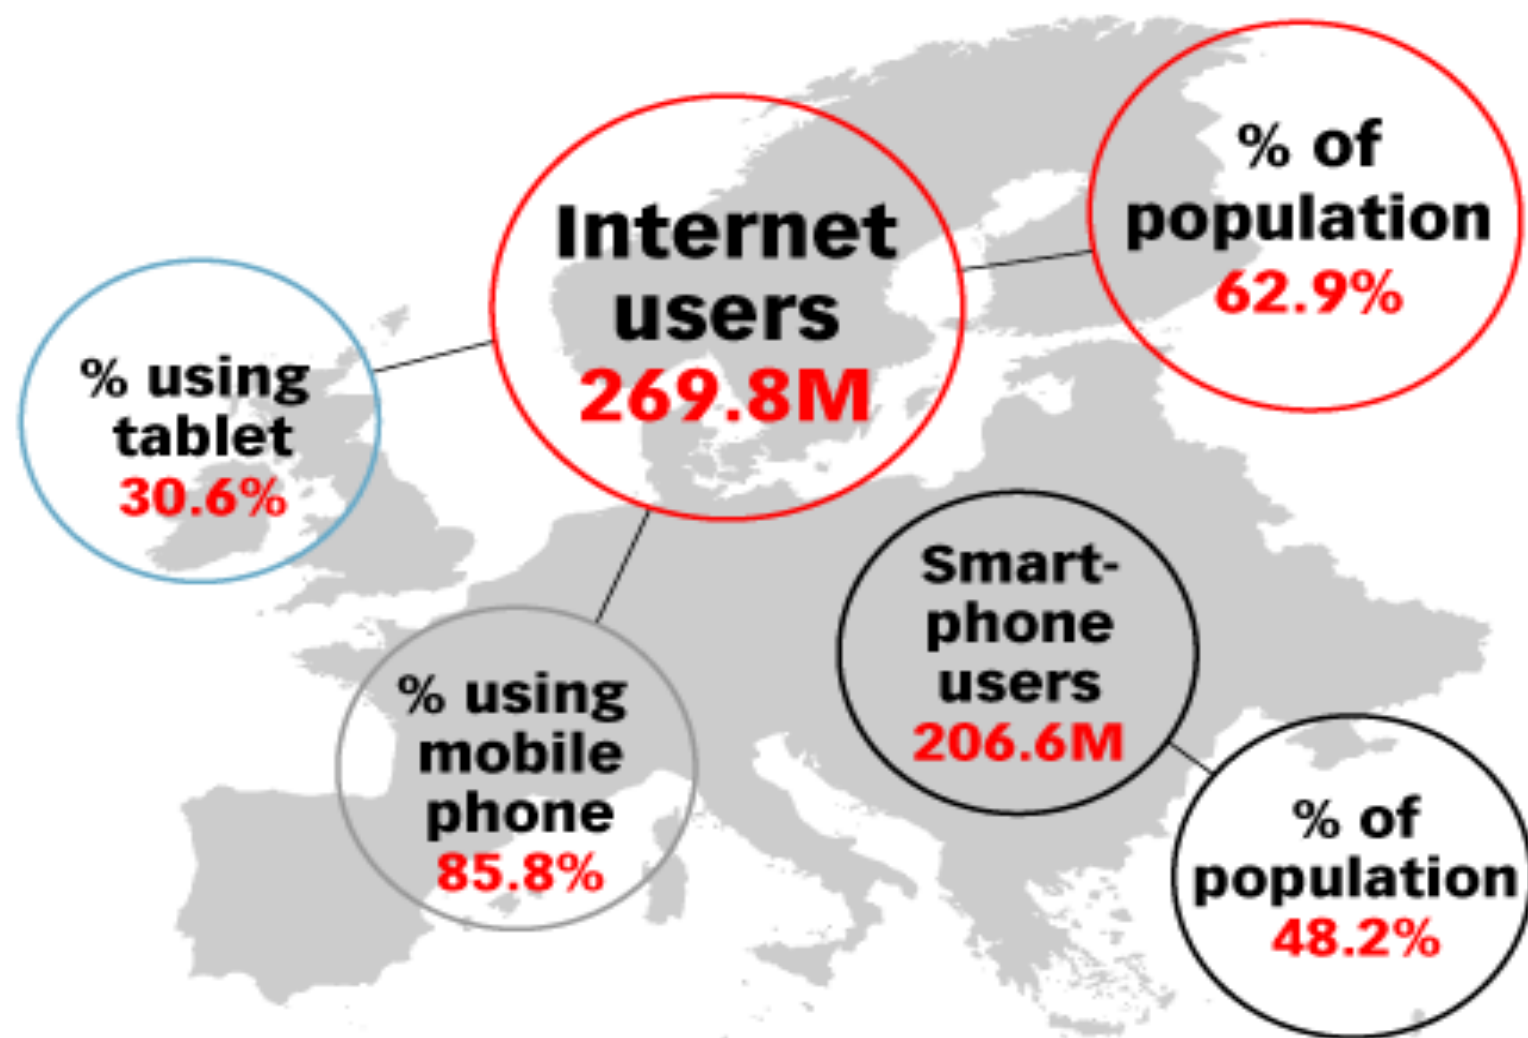 % of
population
62.9%
Internet
users
269.8M
% using
tablet
30.6%
Smart-
phone
users
206.6M
% using
mobile
phone
85.8%
% of
population
48.2%